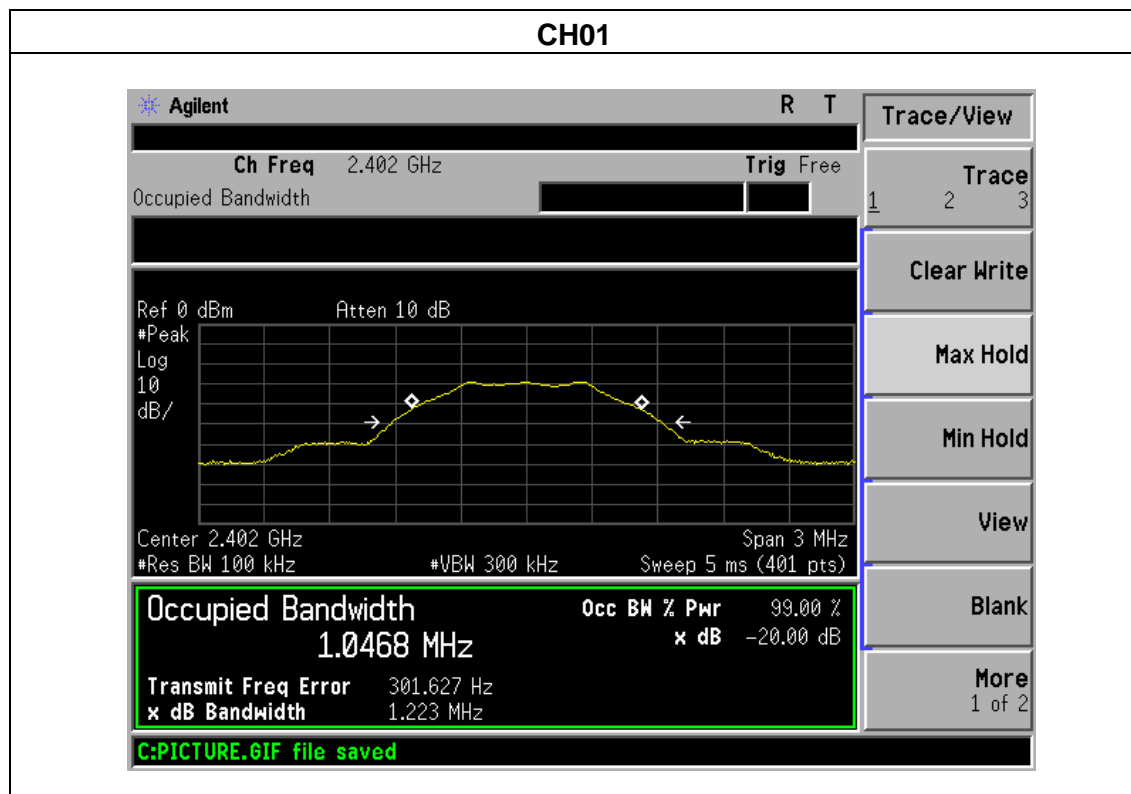 CH01
Agilent R T
Ch Freq 2.402 GHz Trig Free
Occupied Bandwidth
Ref 0 dBm Atten 10 dB
#Peak
Log
10
dB/
Center 2.402 GHz Span 3 MHz
#Res BW 100 kHz #VBW 300 kHz Sweep 5 ms (401 pts)
Occupied Bandwidth Occ BW % Pwr 99.00 %
1.0468 MHz x dB -20.00 dB
Transmit Freq Error 301.627 Hz
x dB Bandwidth 1.223 MHz
C:PICTURE.GIF file saved
Trace/View
Trace
1 2 3
Clear Write
Max Hold
Min Hold
View
Blank
More
1 of 2